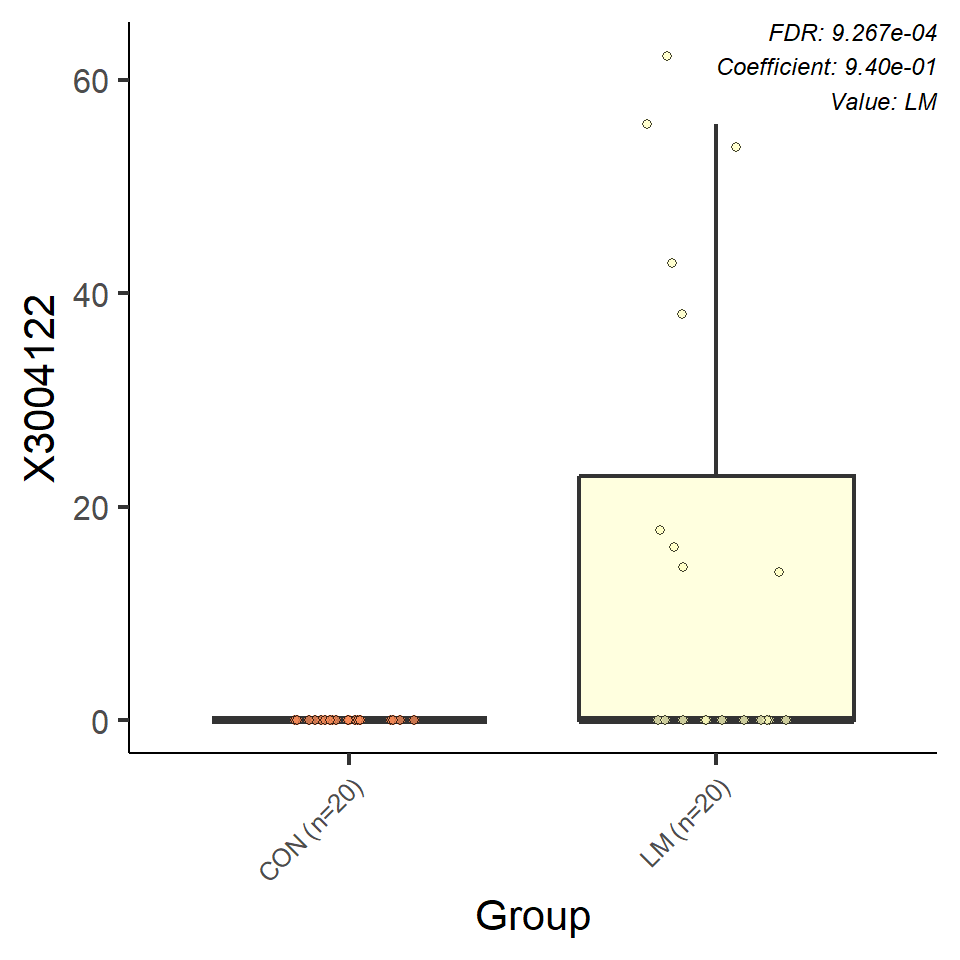 FDR: 9.267e-04
Coefficient: 9.40e-01
Value: LM
60
40
20
0
X3004122
CON (n=20)
LM (n=20)
Group